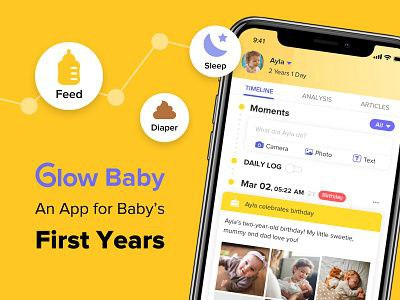 Feed
Sleep
Diaper
Glow Baby
An App for Baby's
First Years
9:41
Ayla
2 Years 1 Day
TIMELINE ANALYSIS ARTICLES
Moments
All
What did Ayla do?
Camera Photo Text
DAILY LOG
Mar 02, 05:22 AM Birthday
Ayla celebrates birthday
Ayla's two-year-old birthday! My little sweetie,
mummy and dad love you!